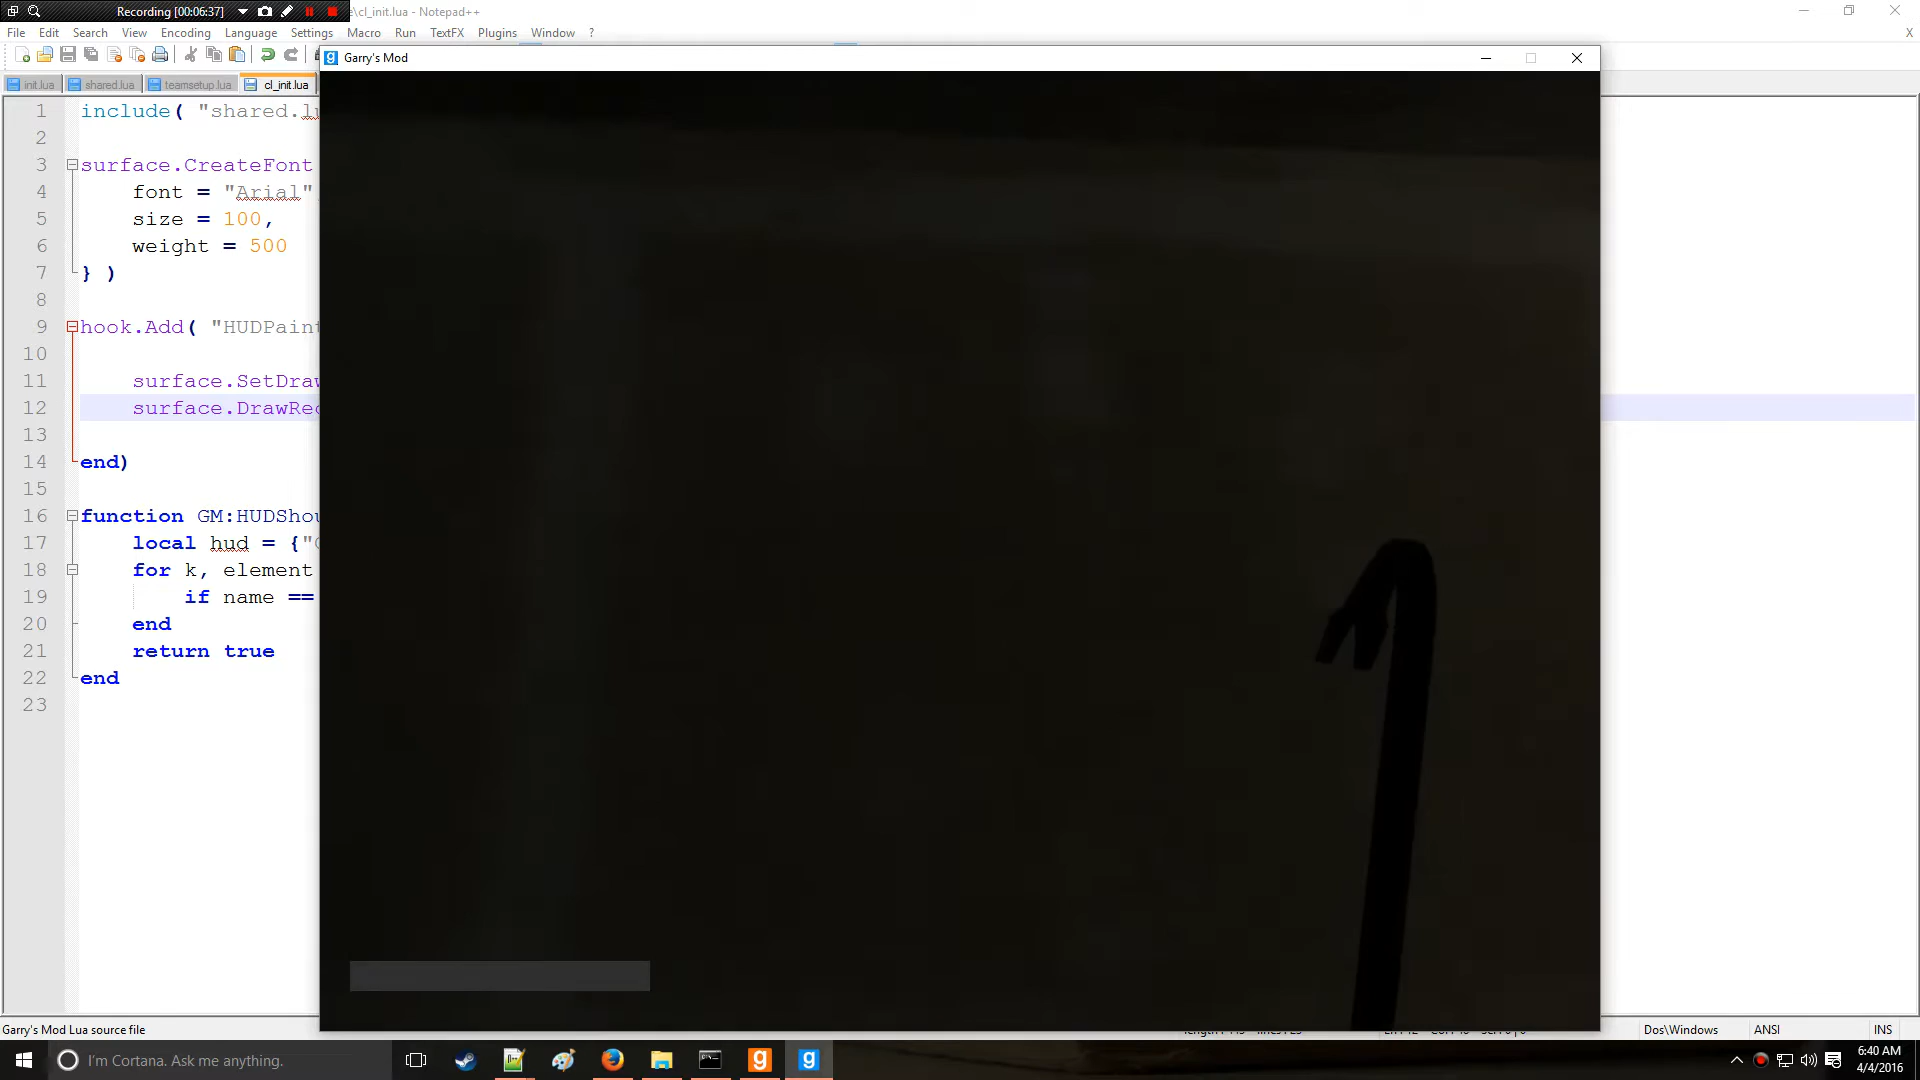 Recording [00:06:37]
\cl_init.lua - Notepad++
File Edit Search View Encoding Language Settings Macro Run TextFX Plugins Window ? X
Garry's Mod
init.lua shared.lua teamsetup.lua cl_init.lua
1 include( "shared.lu
2
3 surface.CreateFont
4 font = "Arial"
5 size = 100,
6 weight = 500
7 } )
8
9 hook.Add( "HUDPaint
10
11 surface.SetDraw
12 surface.DrawRec
13
14 end)
15
16 function GM:HUDShou
17 local hud = {"C
18 for k, element
19 if name ==
20 end
21 return true
22 end
23
Garry's Mod Lua source file
Dos\Windows ANSI INS
I'm Cortana. Ask me anything.
6:40 AM
4/4/2016